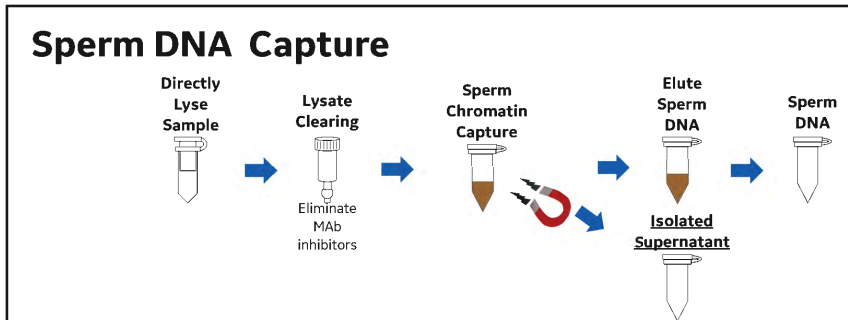 Sperm DNA Capture
Directly
Lyse
Sample
Lysate
Clearing
Eliminate
MAb
inhibitors
Sperm
Chromatin
Capture
Elute
Sperm
DNA
Isolated
Supernatant
Sperm
DNA